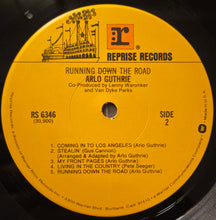 REPRISE RECORDS
RUNNING DOWN THE ROAD
ARLO GUTHRIE
Co-Produced by Lenny Waronker
and Van Dyke Parks
RS 6346
(30,900)
SIDE
2
1. COMING IN TO LOS ANGELES (Arlo Guthrie)
2. STEALIN' (Gus Cannon)
(Arranged & Adapted by Arlo Guthrie)
3. MY FRONT PAGES (Arlo Guthrie)
4. LIVING IN THE COUNTRY (Pete Seeger)
5. RUNNING DOWN THE ROAD (Arlo Guthrie)